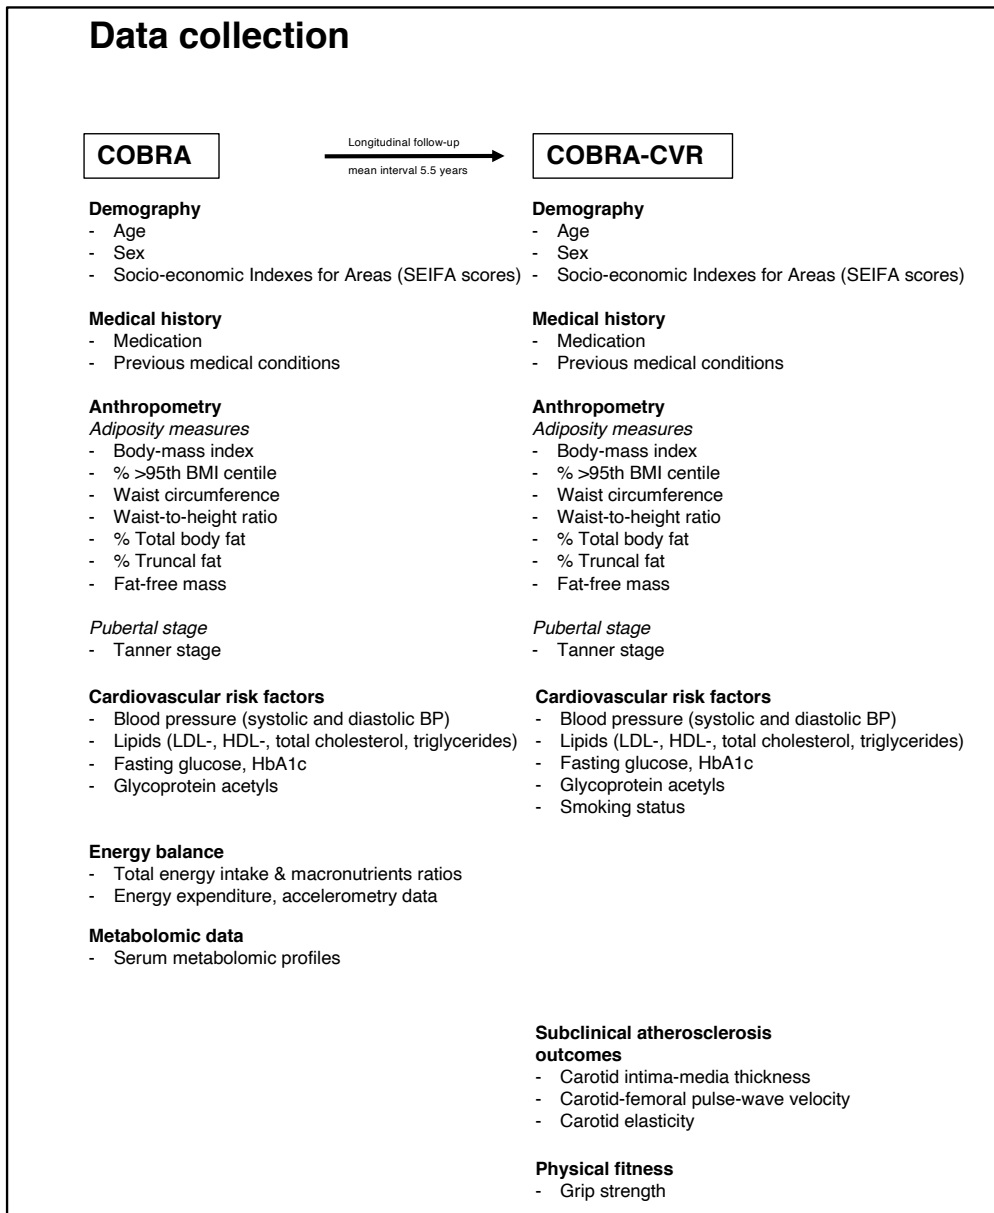 Data collection
COBRA
Longitudinal follow-up
mean interval 5.5 years
COBRA-CVR
Demography
- Age
- Sex
- Socio-economic Indexes for Areas (SEIFA scores)
Medical history
- Medication
- Previous medical conditions
Anthropometry
Adiposity measures
- Body-mass index
- % >95th BMI centile
- Waist circumference
- Waist-to-height ratio
- % Total body fat
- % Truncal fat
- Fat-free mass
Pubertal stage
- Tanner stage
Cardiovascular risk factors
- Blood pressure (systolic and diastolic BP)
- Lipids (LDL-, HDL-, total cholesterol, triglycerides)
- Fasting glucose, HbA1c
- Glycoprotein acetyls
Energy balance
- Total energy intake & macronutrients ratios
- Energy expenditure, accelerometry data
Metabolomic data
- Serum metabolomic profiles
Demography
- Age
- Sex
- Socio-economic Indexes for Areas (SEIFA scores)
Medical history
- Medication
- Previous medical conditions
Anthropometry
Adiposity measures
- Body-mass index
- % >95th BMI centile
- Waist circumference
- Waist-to-height ratio
- % Total body fat
- % Truncal fat
- Fat-free mass
Pubertal stage
- Tanner stage
Cardiovascular risk factors
- Blood pressure (systolic and diastolic BP)
- Lipids (LDL-, HDL-, total cholesterol, triglycerides)
- Fasting glucose, HbA1c
- Glycoprotein acetyls
- Smoking status
Subclinical atherosclerosis
outcomes
- Carotid intima-media thickness
- Carotid-femoral pulse-wave velocity
- Carotid elasticity
Physical fitness
- Grip strength